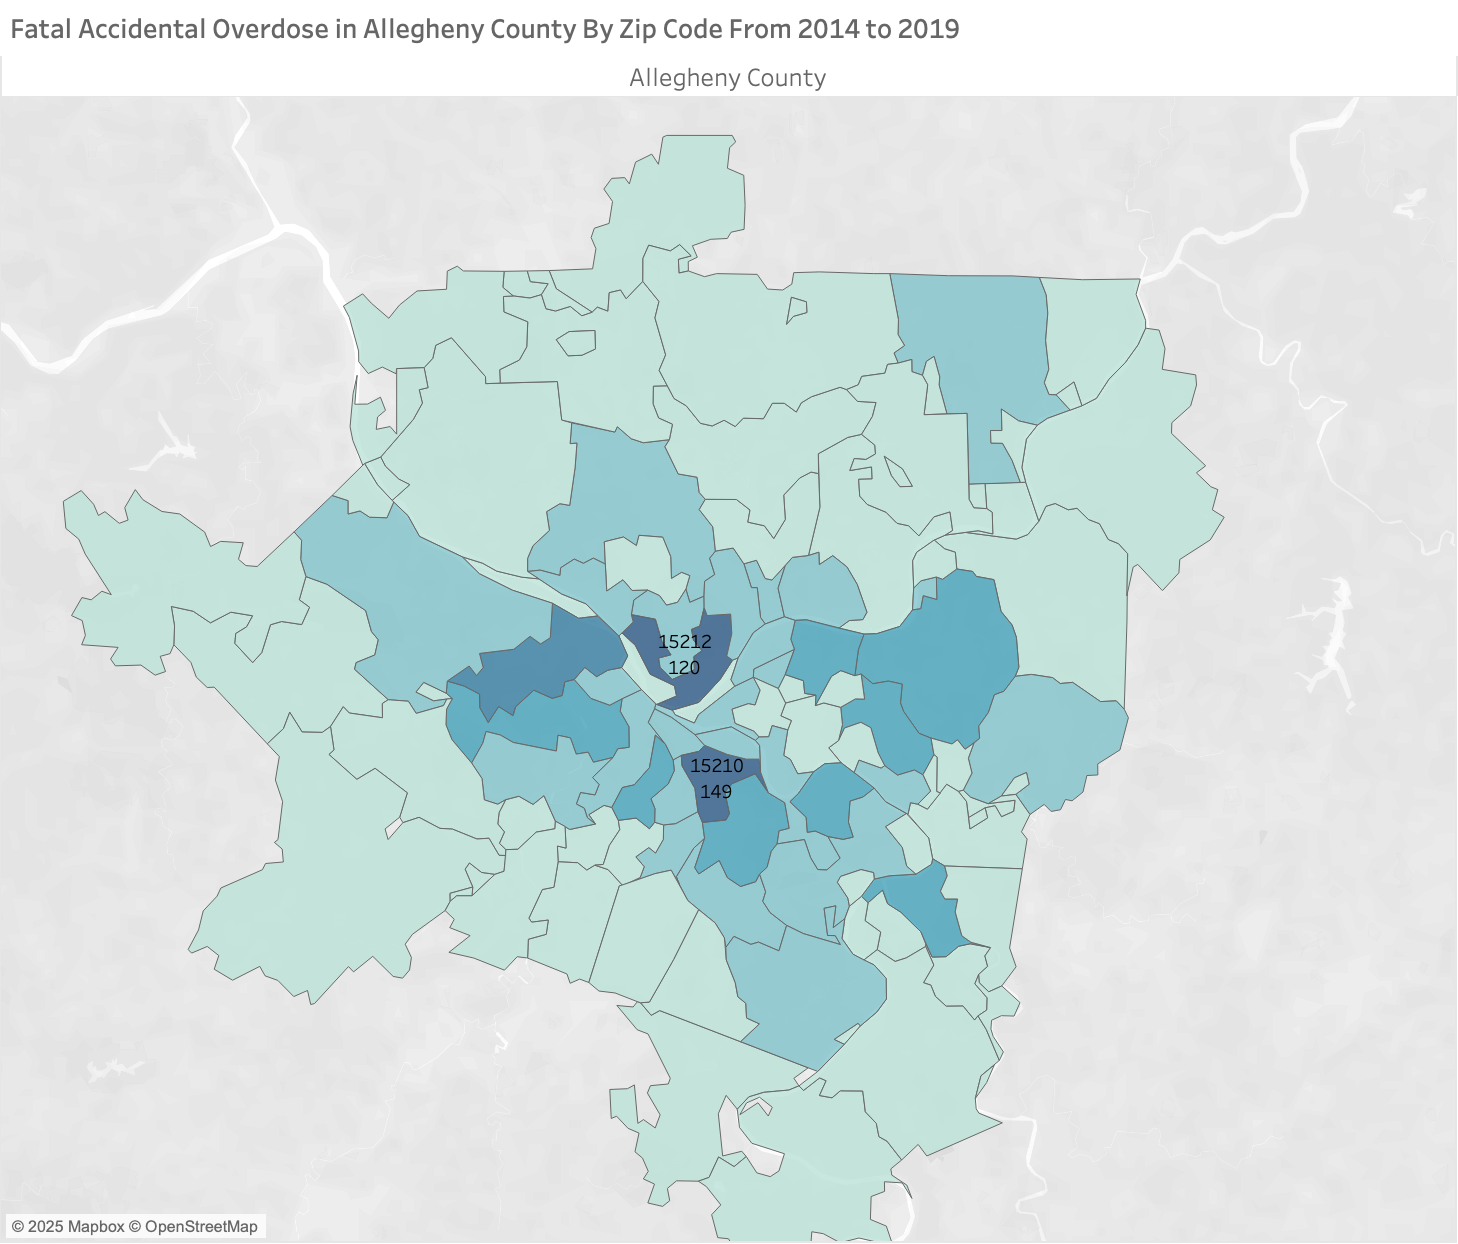 Fatal Accidental Overdose in Allegheny County By Zip Code From 2014 to 2019
Allegheny County
15212
120
15210
149
© 2025 Mapbox © OpenStreetMap